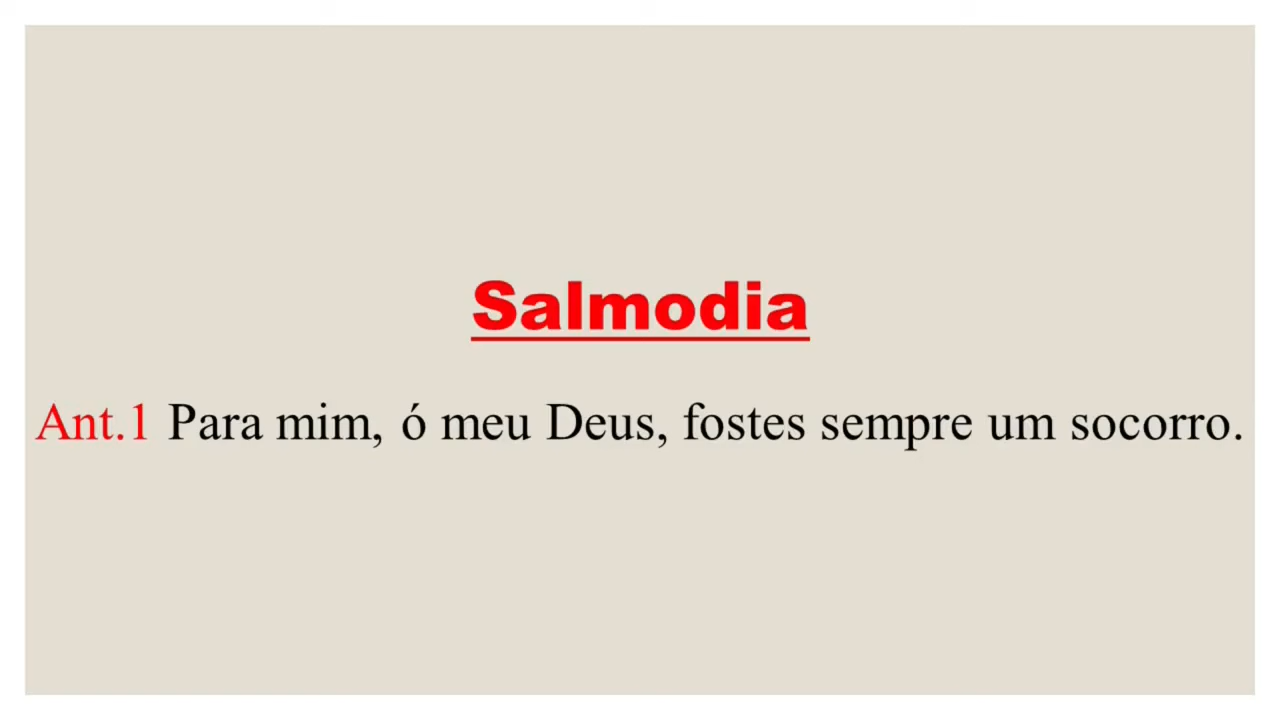 Salmodia
Ant.1 Para mim, ó meu Deus, fostes sempre um socorro.